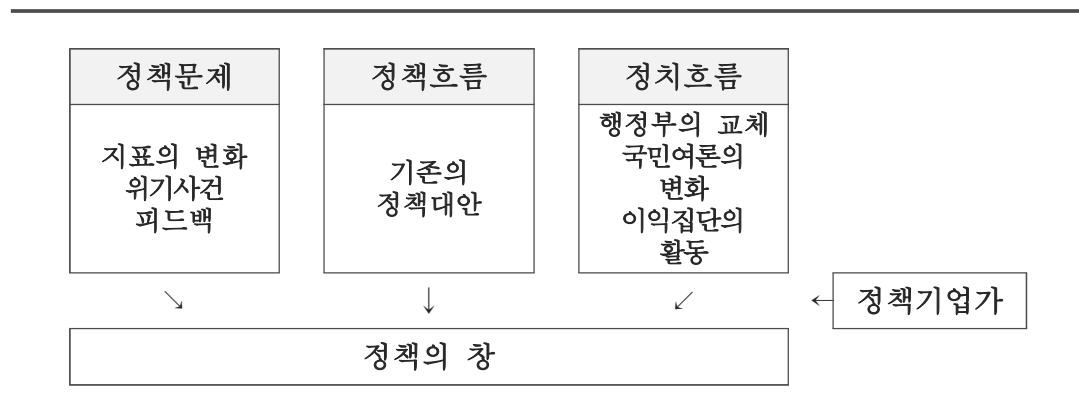 정책문제
지표의 변화
위기사건
피드백
정책흐름
기존의
정책대안
정치흐름
행정부의 교체
국민여론의
변화
이익집단의
활동
정책기업가
정책의 창